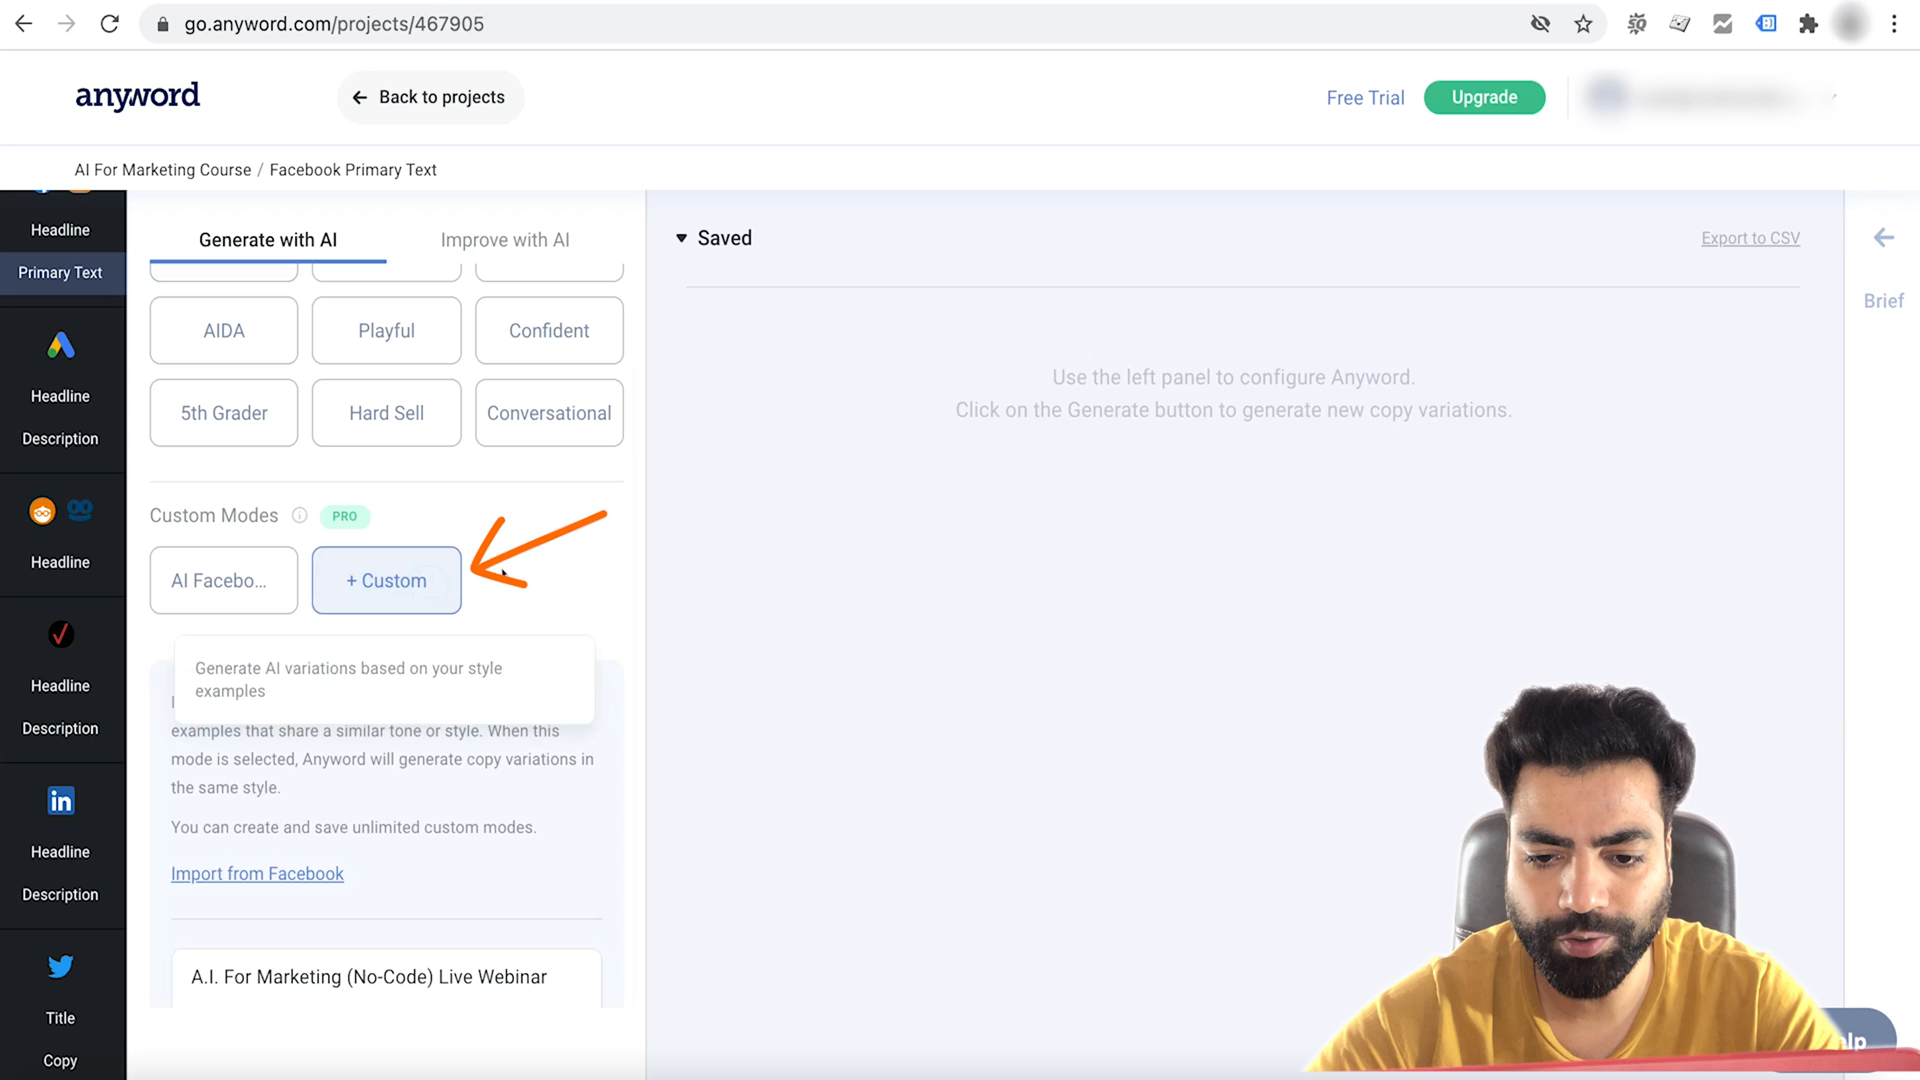 go.anyword.com/projects/467905
anyword
Back to projects
Free Trial
Upgrade
AI For Marketing Course / Facebook Primary Text
Headline
Primary Text
Headline
Description
Headline
Headline
Description
in
Headline
Description
Title
Copy
Generate with AI
Improve with AI
AIDA
Playful
Confident
5th Grader
Hard Sell
Conversational
Custom Modes
PRO
AI Facebo...
+ Custom
Generate AI variations based on your style
examples
examples that share a similar tone or style. When this
mode is selected, Anyword will generate copy variations in
the same style.
You can create and save unlimited custom modes.
Import from Facebook
A.I. For Marketing (No-Code) Live Webinar
Saved
Export to CSV
Use the left panel to configure Anyword.
Click on the Generate button to generate new copy variations.
Brief